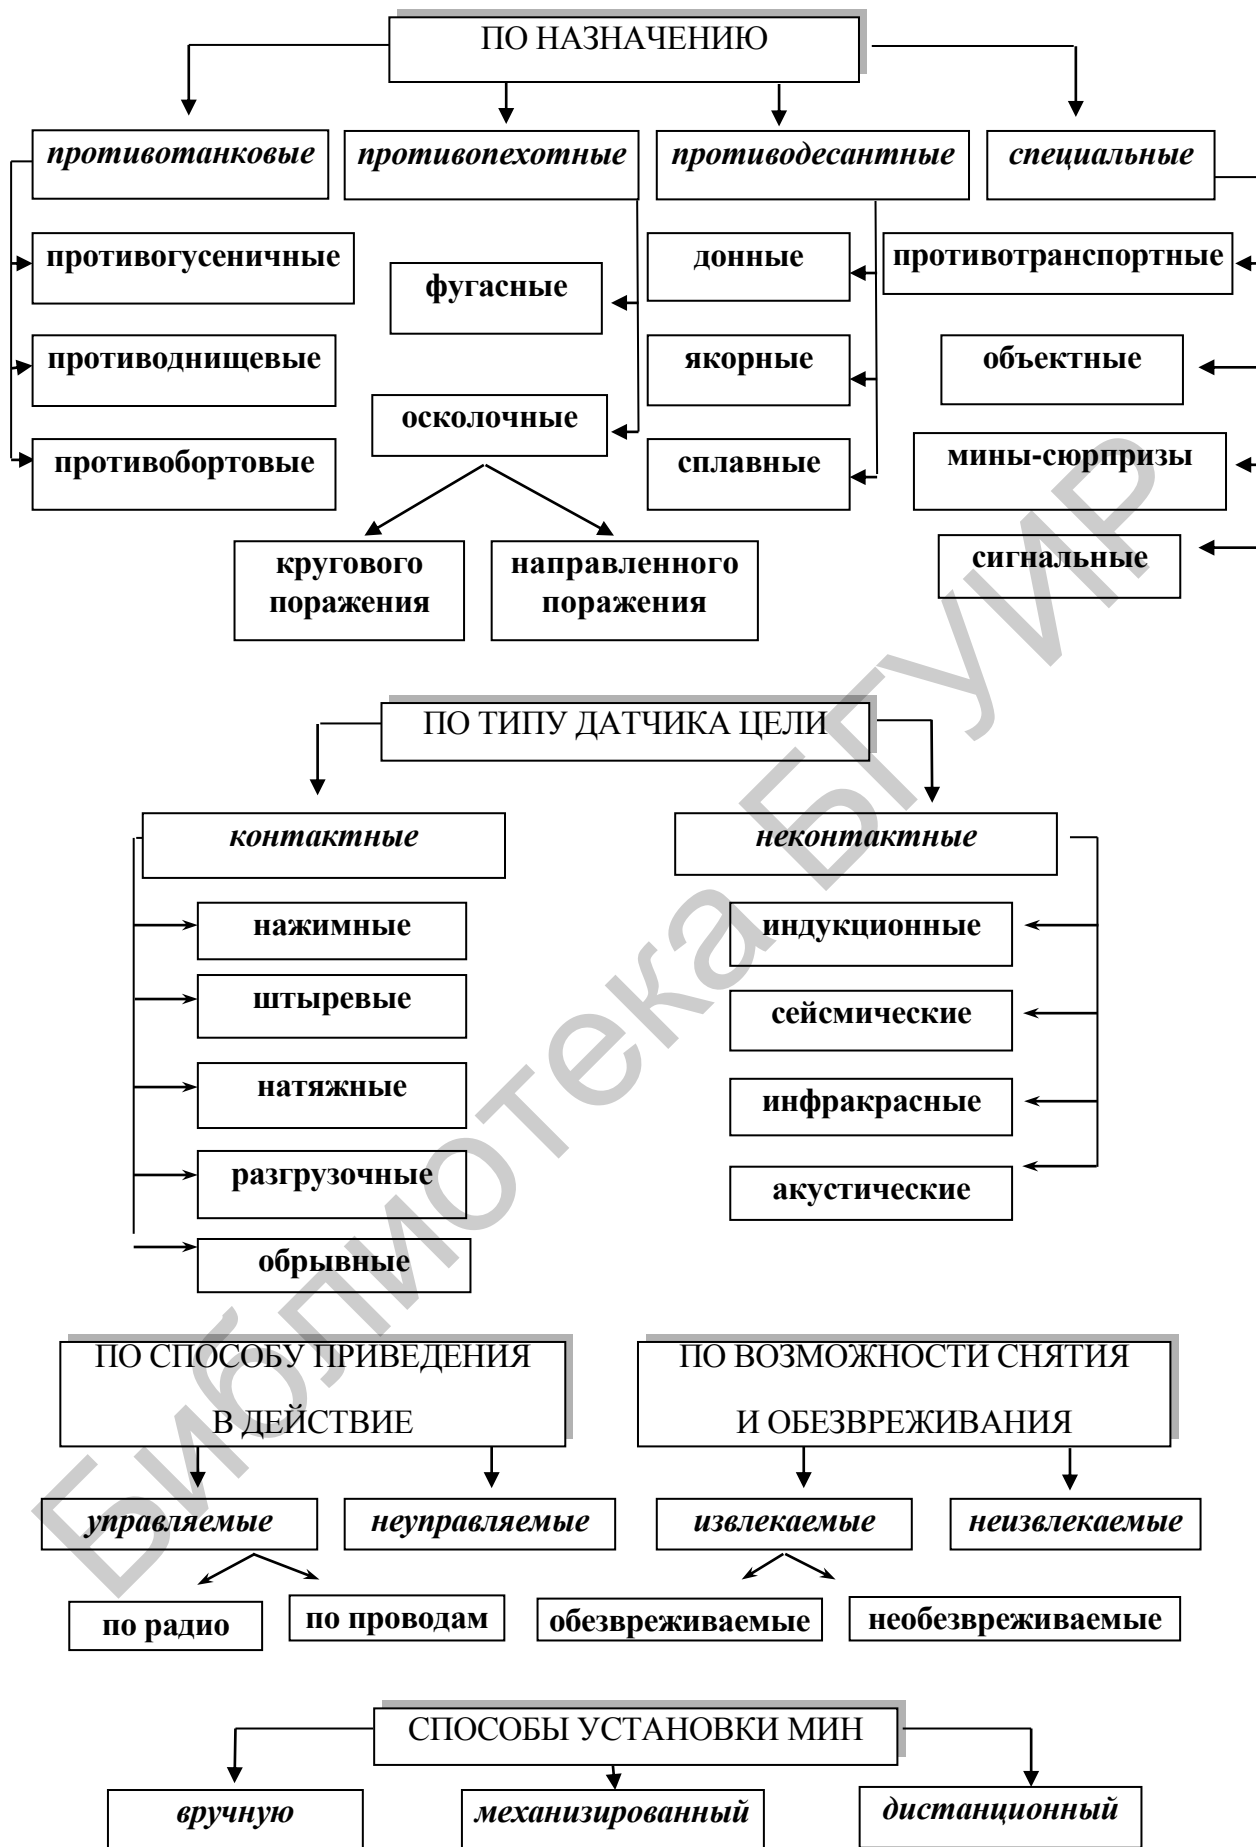 ПО НАЗНАЧЕНИЮ
противотанковые
противопехотные
противодесантные
специальные
противогусеничные
фугасные
донные
противотранспортные
противоднищевые
осколочные
якорные
объектные
противобортовые
сплавные
мины-сюрпризы
кругового
поражения
направленного
поражения
сигнальные
ПО ТИПУ ДАТЧИКА ЦЕЛИ
контактные
неконтактные
нажимные
индукционные
штыревые
сейсмические
натяжные
инфракрасные
разгрузочные
акустические
обрывные
ПО СПОСОБУ ПРИВЕДЕНИЯ
В ДЕЙСТВИЕ
ПО ВОЗМОЖНОСТИ СНЯТИЯ
И ОБЕЗВРЕЖИВАНИЯ
управляемые
неуправляемые
извлекаемые
неизвлекаемые
по радио
по проводам
обезвреживаемые
необезвреживаемые
СПОСОБЫ УСТАНОВКИ МИН
вручную
механизированный
дистанционный
Библиотека БГУИР